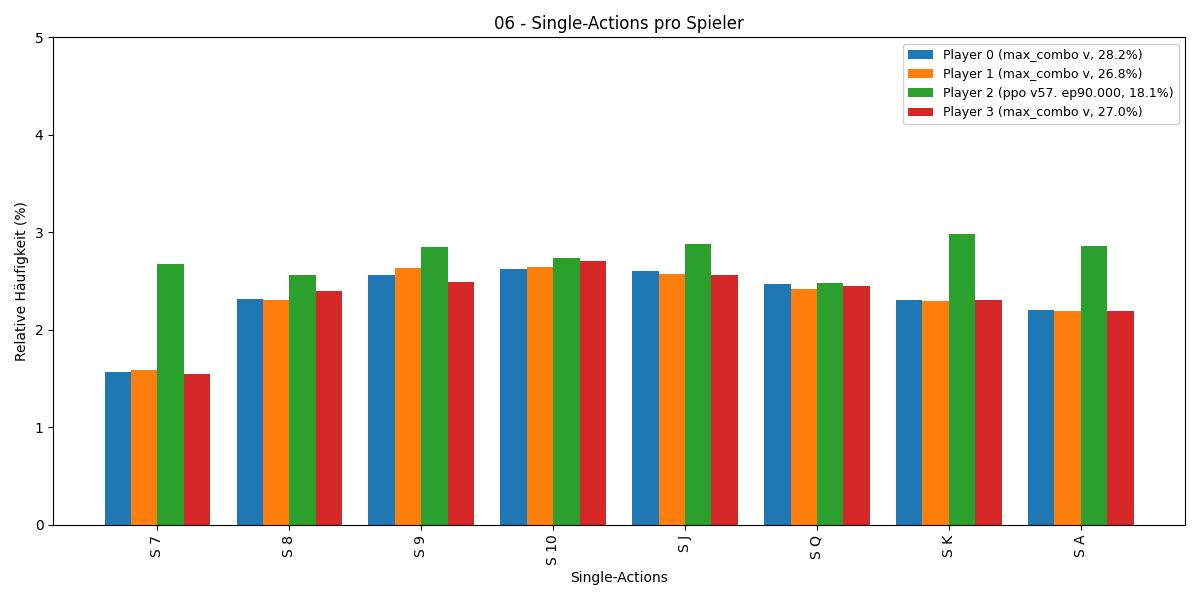 06 - Single-Actions pro Spieler
Player 0 (max_combo v, 28.2%)
Player 1 (max_combo v, 26.8%)
Player 2 (ppo v57. ep90.000, 18.1%)
Player 3 (max_combo v, 27.0%)
Relative Häufigkeit (%)
5
4
3
2
1
0
S 7
S 8
S 9
S 10
S J
S Q
S K
S A
Single-Actions